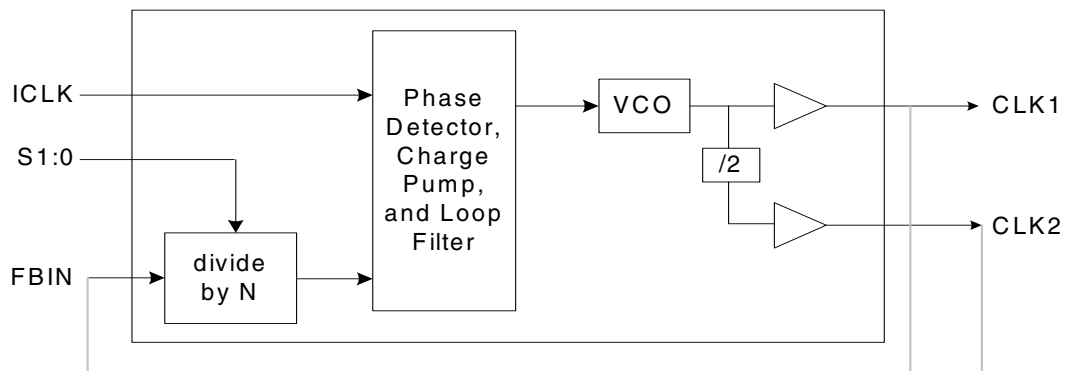 ICLK
S1:0
FBIN
divide
by N
Phase
Detector,
Charge
Pump,
and Loop
Filter
VCO
/2
CLK1
CLK2